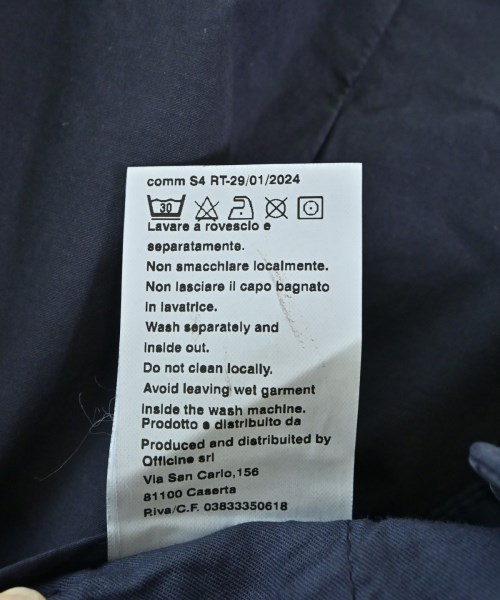 comm S4 RT-29/01/2024
30
Lavare a rovescio e
separatamente.
Non smacchiare localmente.
Non lasciare il capo bagnato
in lavatrice.
Wash separately and
inside out.
Do not clean locally.
Avoid leaving wet garment
inside the wash machine.
Prodotto e distribuito da
Produced and distribuited by
Officine srl
Via San Carlo,156
81100 Caserta
P.iva/C.F. 03833350618